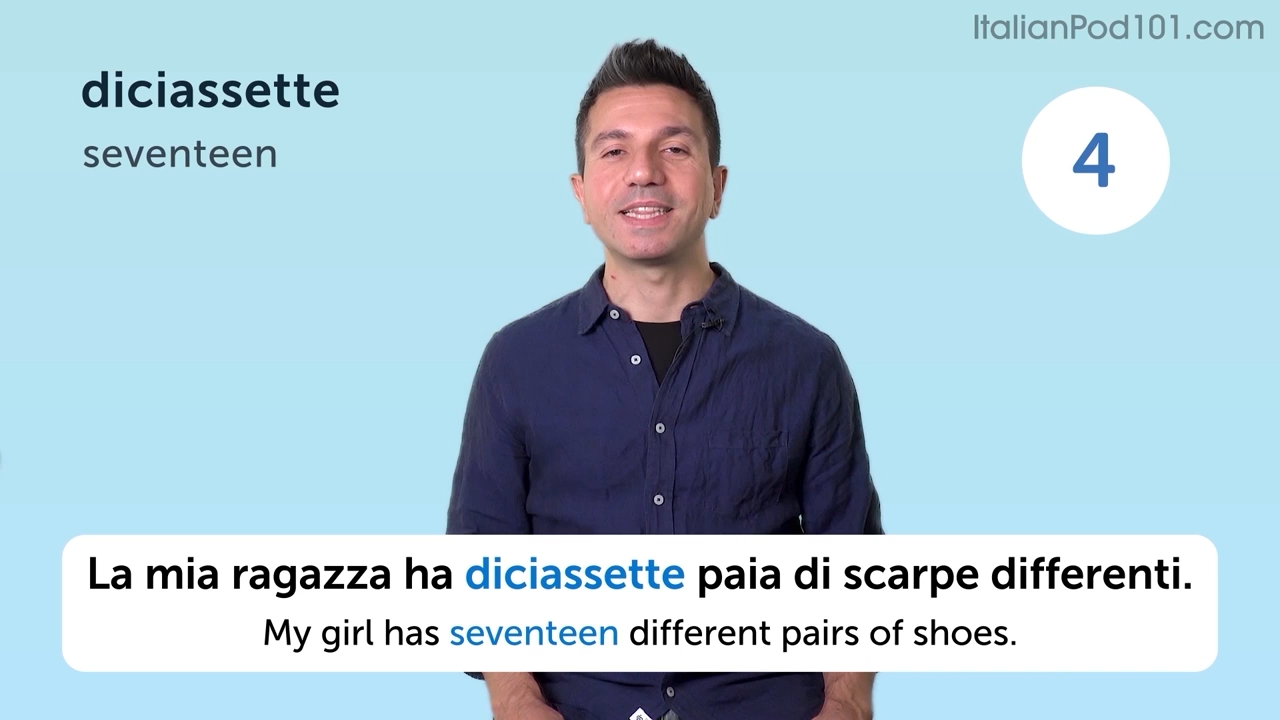 ItalianPod101.com
diciassette
seventeen
4
La mia ragazza ha diciassette paia di scarpe differenti.
My girl has seventeen different pairs of shoes.